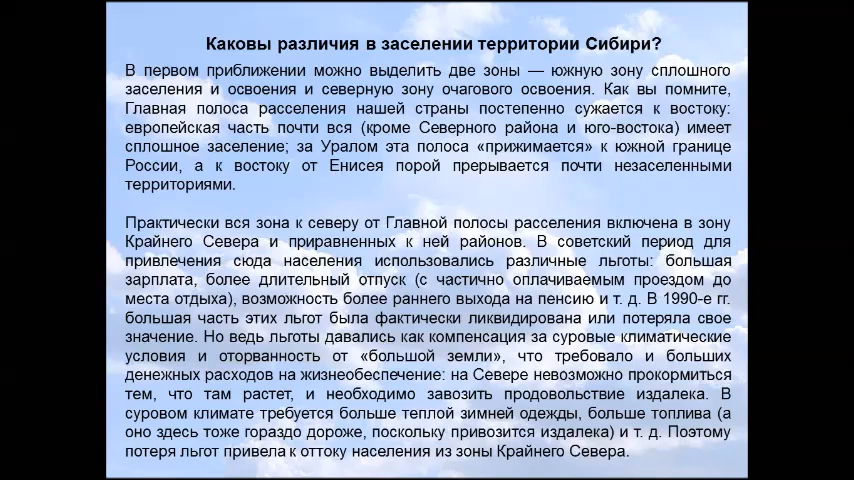 Каковы различия в заселении территории Сибири?
В первом приближении можно выделить две зоны — южную зону сплошного
заселения и освоения и северную зону очагового освоения. Как вы помните,
Главная полоса расселения нашей страны постепенно сужается к востоку:
европейская часть почти вся (кроме Северного района и юго-востока) имеет
сплошное заселение; за Уралом эта полоса «прижимается» к южной границе
России, а к востоку от Енисея порой прерывается почти незаселенными
территориями.
Практически вся зона к северу от Главной полосы расселения включена в зону
Крайнего Севера и приравненных к ней районов. В советский период для
привлечения сюда населения использовались различные льготы: большая
зарплата, более длительный отпуск (с частично оплачиваемым проездом до
места отдыха), возможность более раннего выхода на пенсию и т. д. В 1990-е гг.
большая часть этих льгот была фактически ликвидирована или потеряла свое
значение. Но ведь льготы давались как компенсация за суровые климатические
условия и оторванность от «большой земли», что требовало и больших
денежных расходов на жизнеобеспечение: на Севере невозможно прокормиться
тем, что там растет, и необходимо завозить продовольствие издалека. В
суровом климате требуется больше теплой зимней одежды, больше топлива (а
оно здесь тоже гораздо дороже, поскольку привозится издалека) и т. д. Поэтому
потеря льгот привела к оттоку населения из зоны Крайнего Севера.